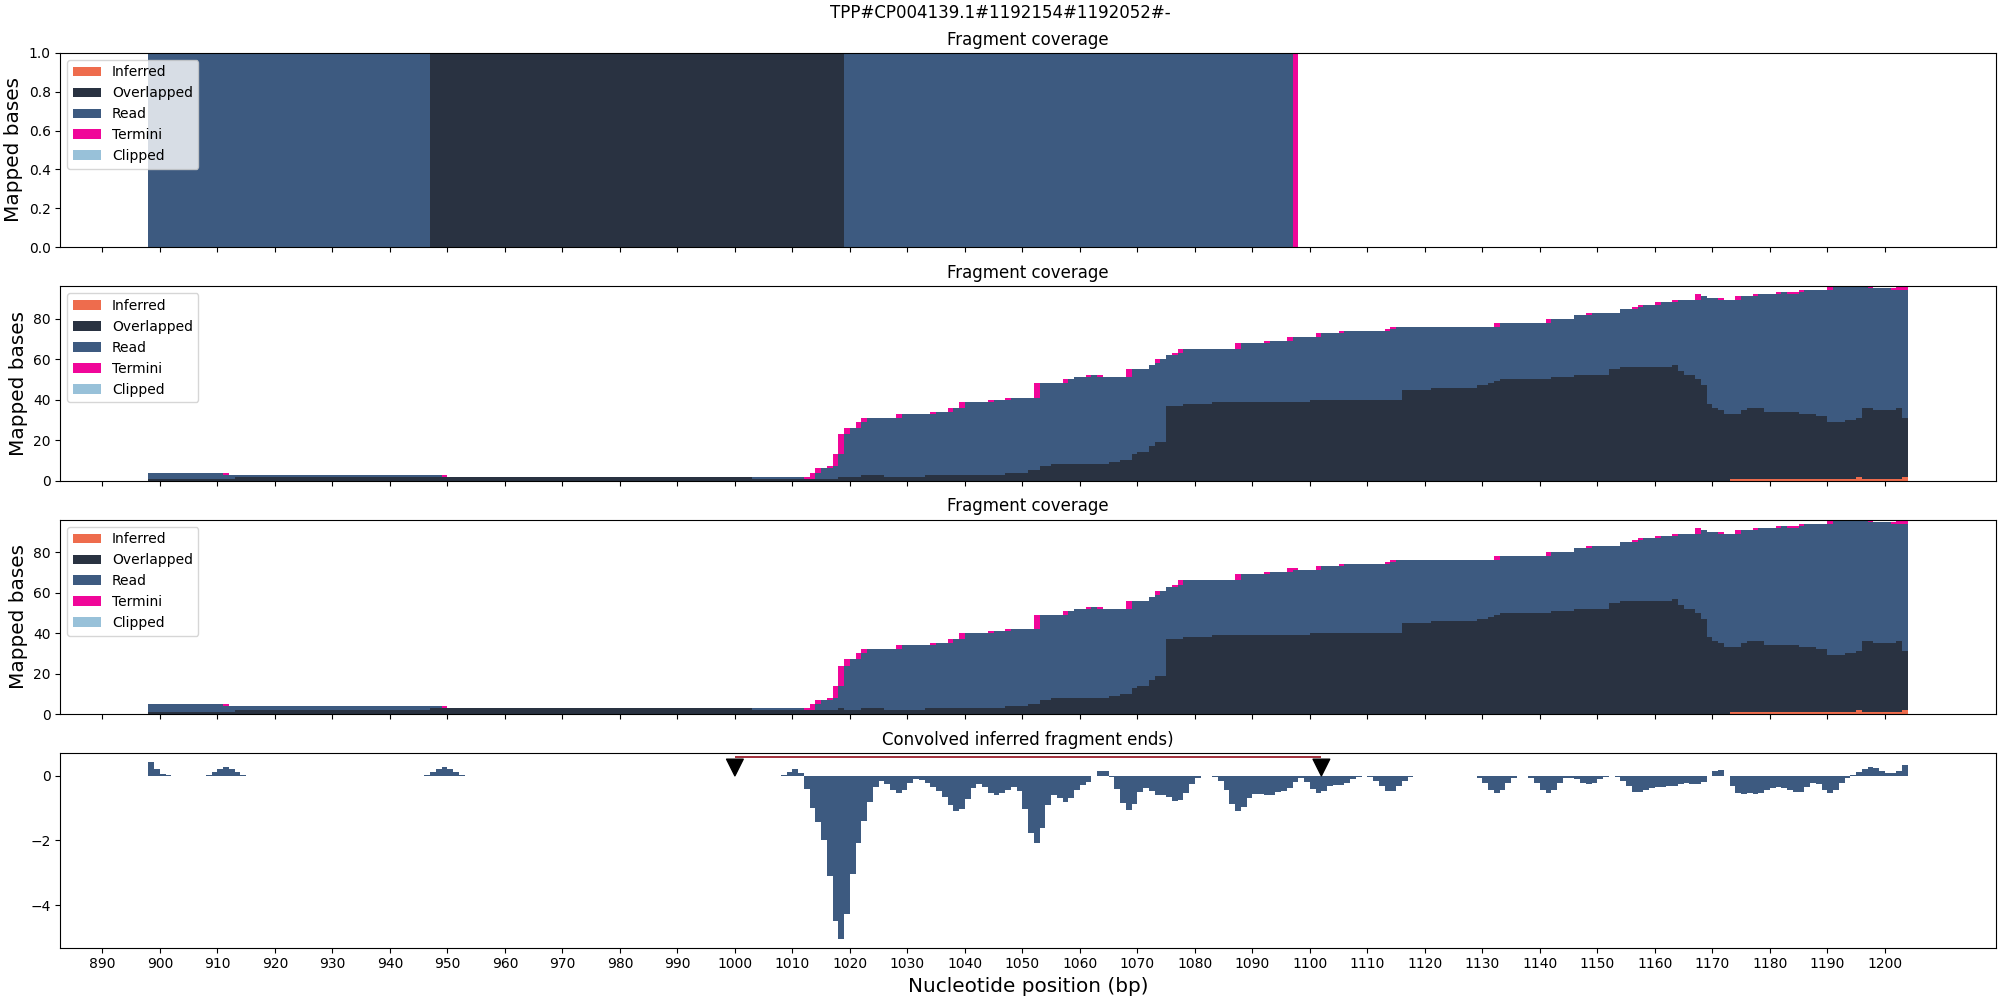 TPP#CP004139.1#1192154#1192052#-
Fragment coverage
Mapped bases
1.0
0.8
0.6
0.4
0.2
0.0
Inferred
Overlapped
Read
Termini
Clipped
Fragment coverage
Mapped bases
80
60
40
20
0
Inferred
Overlapped
Read
Termini
Clipped
Fragment coverage
Mapped bases
80
60
40
20
0
Inferred
Overlapped
Read
Termini
Clipped
Convolved inferred fragment ends)
0
−2
−4
890 900 910 920 930 940 950 960 970 980 990 1000 1010 1020 1030 1040 1050 1060 1070 1080 1090 1100 1110 1120 1130 1140 1150 1160 1170 1180 1190 1200
Nucleotide position (bp)